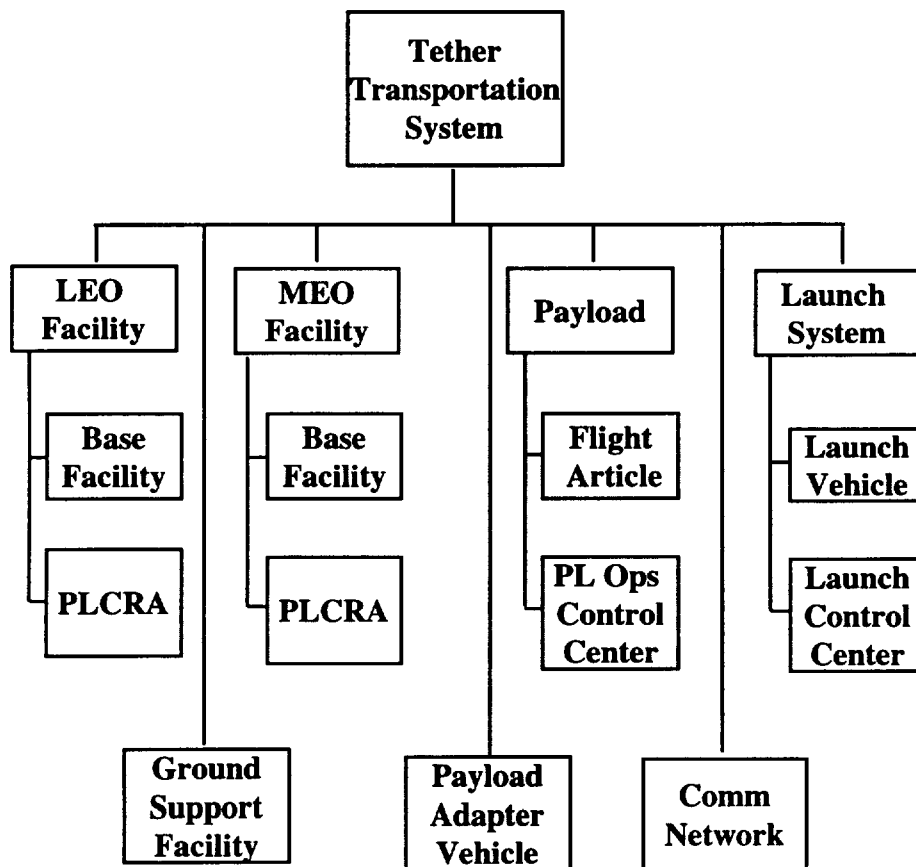 Tether
Transportation
System
LEO
Facility
MEO
Facility
Payload
Launch
System
Base
Facility
Base
Facility
Flight
Article
Launch
Vehicle
PLCRA
PLCRA
PL Ops
Control
Center
Launch
Control
Center
Ground
Support
Facility
Payload
Adapter
Vehicle
Comm
Network